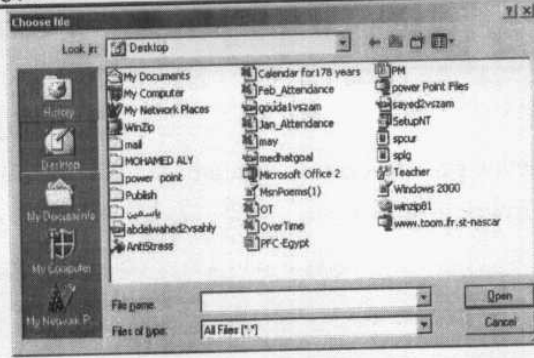 Choose file
Look in:
Desktop
History
Desktop
My Documents
My Computer
My Network P...
My Documents
My Computer
My Network Places
WinZip
mail
MOHAMED ALY
power point
Publish
ياسمين
abdelwahed2vsahly
AntiStress
Calendar for178 years
Feb_Attendance
gouda1vszam
Jan_Attendance
may
medhatgoal
Microsoft Office 2
MsnPoems(1)
OT
OverTime
PFC-Egypt
PM
power Point Files
sayed2vszam
SetupNT
spcur
splg
Teacher
Windows 2000
winzip81
www.toom.fr.st-nascar
File name:
Open
Files of type:
All Files (*.*)
Cancel